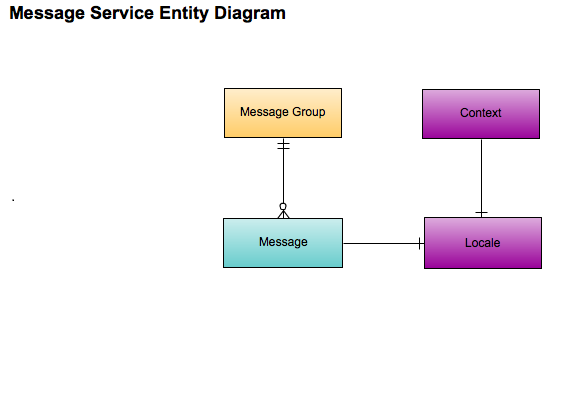 Message Service Entity Diagram
Message Group
Context
Message
Locale